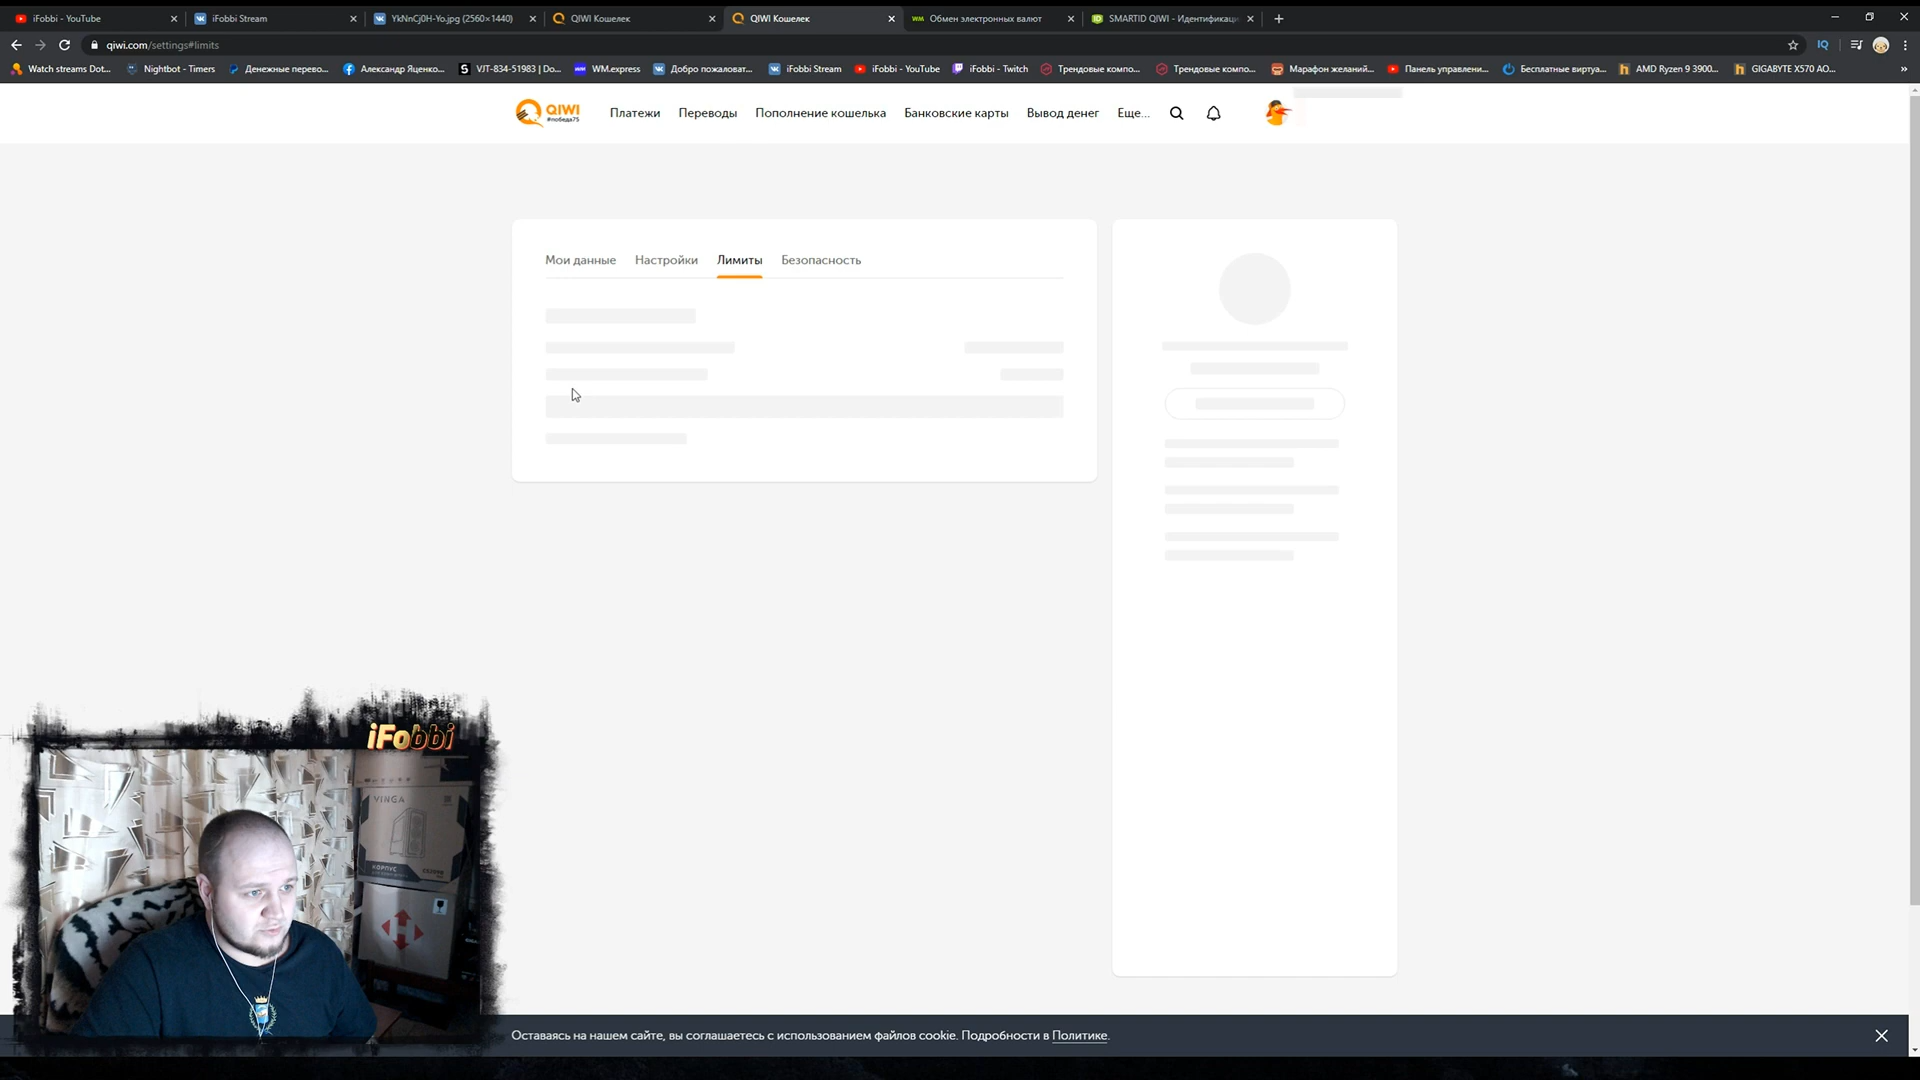 iFobbi - YouTube
iFobbi Stream
YkNnCj0H-Yo.jpg (2560×1440)
QIWI Кошелек
QIWI Кошелек
Обмен электронных валют
SMARTID QIWI - Идентификаци
qiwi.com/settings#limits
Watch streams Dot...
Nightbot - Timers
Денежные перево...
Александр Яценко...
VJT-834-51983 | Do...
WM.express
Добро пожаловат...
iFobbi Stream
iFobbi - YouTube
iFobbi - Twitch
Трендовые компо...
Трендовые компо...
Марафон желаний...
Панель управлени...
Бесплатные виртуа...
AMD Ryzen 9 3900...
GIGABYTE X570 AO...
QIWI
#победа75
Платежи
Переводы
Пополнение кошелька
Банковские карты
Вывод денег
Еще...
Мои данные
Настройки
Лимиты
Безопасность
iFobbi
VINGA
КОРПУС
Оставаясь на нашем сайте, вы соглашаетесь с использованием файлов cookie. Подробности в Политике.